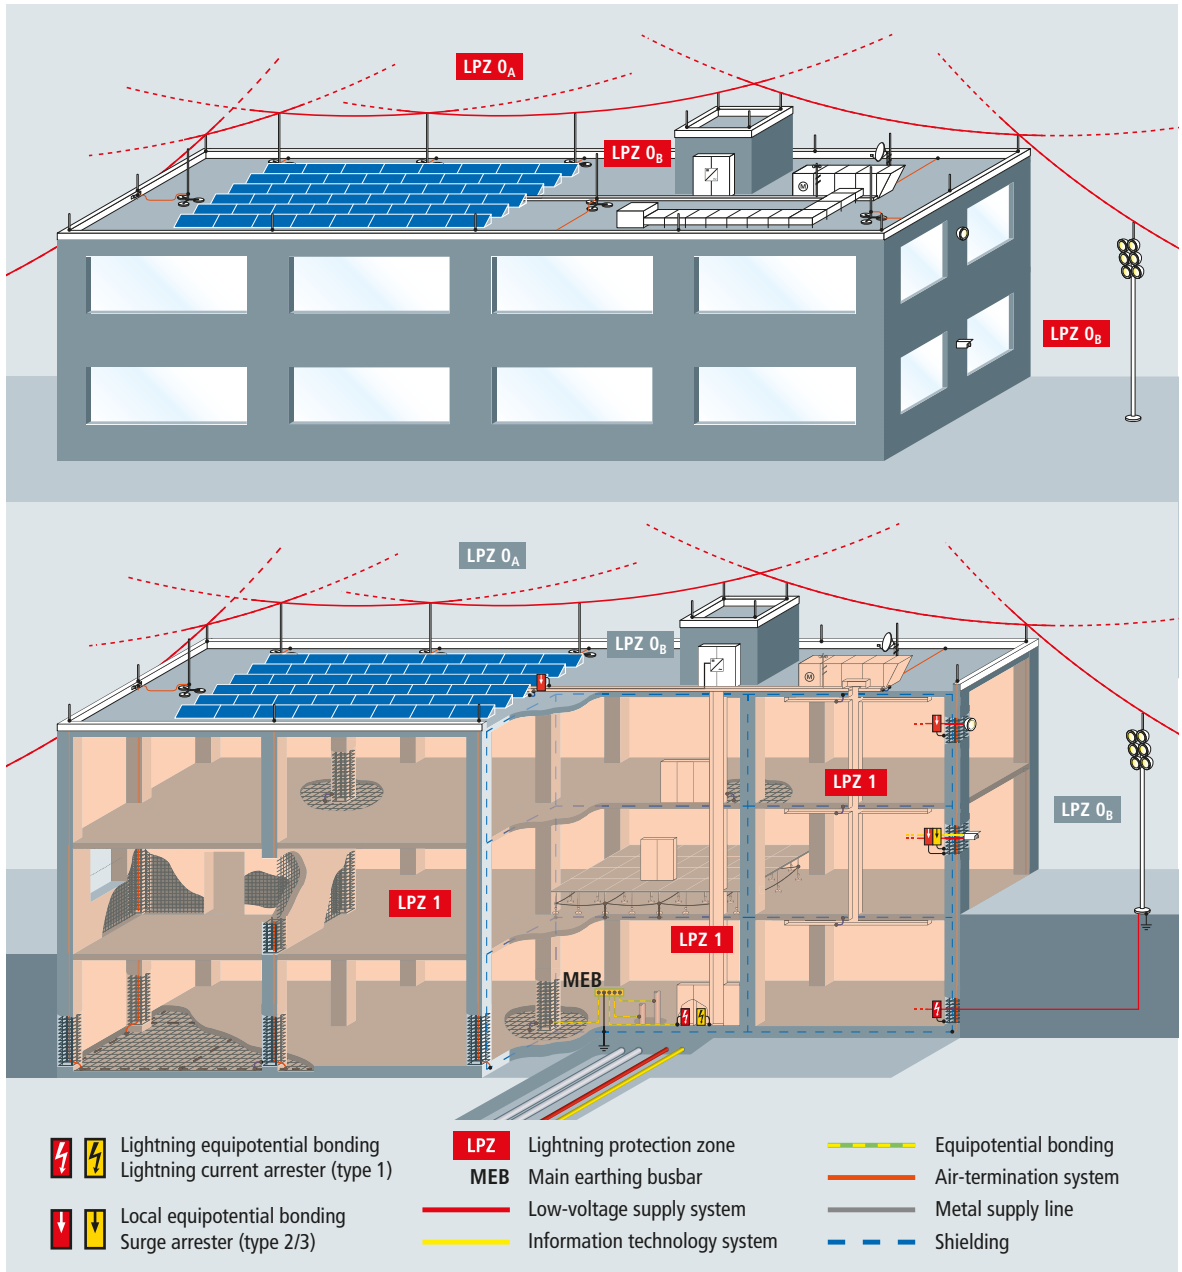 LPZ 0A
LPZ 0B
M
LPZ 0B
LPZ 0A
LPZ 0B
M
LPZ 1
LPZ 0B
LPZ 1
LPZ 1
MEB
Lightning equipotential bonding
Lightning current arrester (type 1)
Local equipotential bonding
Surge arrester (type 2/3)
LPZ Lightning protection zone
MEB Main earthing busbar
Low-voltage supply system
Information technology system
Equipotential bonding
Air-termination system
Metal supply line
Shielding